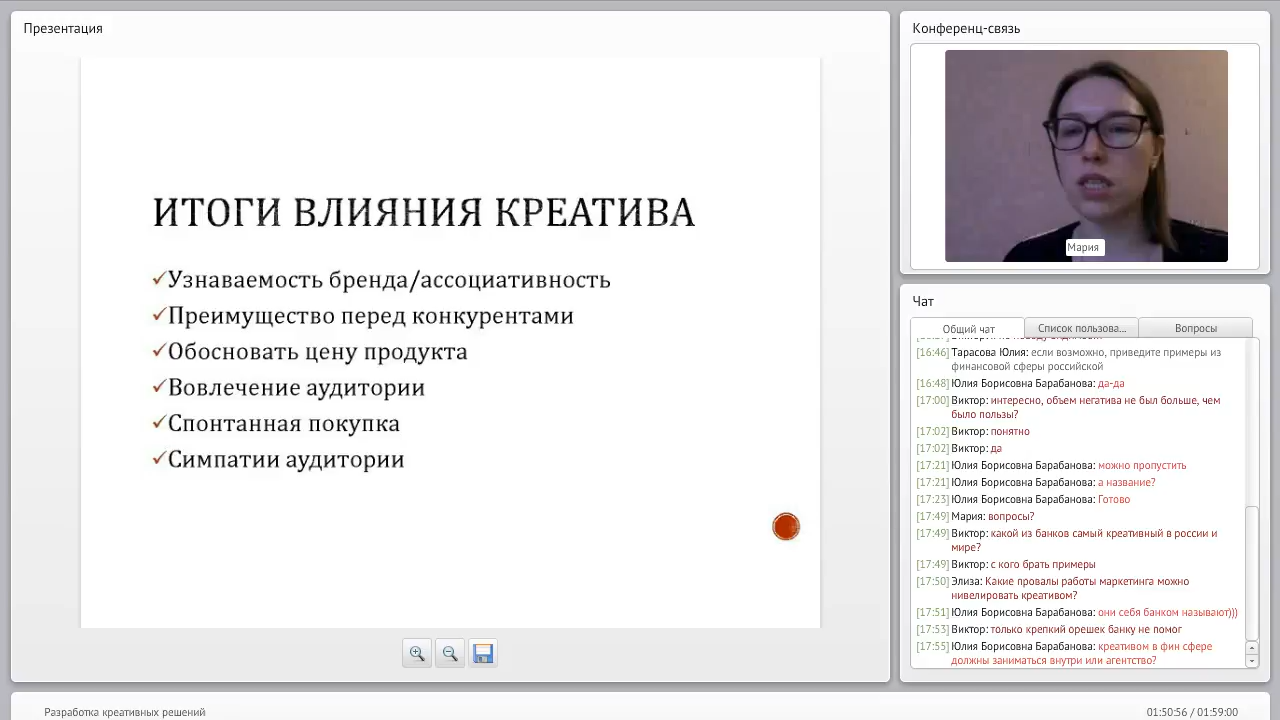 Презентация
ИТОГИ ВЛИЯНИЯ КРЕАТИВА
Узнаваемость бренда/ассоциативность
Преимущество перед конкурентами
Обосновать цену продукта
Вовлечение аудитории
Спонтанная покупка
Симпатии аудитории
Конференц-связь
Мария
Чат
Общий чат
Список пользова...
Вопросы
[16:46] Тарасова Юлия: если возможно, приведите примеры из
финансовой сферы российской
[16:48] Юлия Борисовна Барабанова: да-да
[17:00] Виктор: интересно, объем негатива не был больше, чем
было пользы?
[17:02] Виктор: понятно
[17:02] Виктор: да
[17:21] Юлия Борисовна Барабанова: можно пропустить
[17:21] Юлия Борисовна Барабанова: а название?
[17:23] Юлия Борисовна Барабанова: Готово
[17:49] Мария: вопросы?
[17:49] Виктор: какой из банков самый креативный в россии и
мире?
[17:49] Виктор: с кого брать примеры
[17:50] Элиза: Какие провалы работы маркетинга можно
нивелировать креативом?
[17:51] Юлия Борисовна Барабанова: они себя банком называют)))
[17:53] Виктор: только крепкий орешек банку не помог
[17:55] Юлия Борисовна Барабанова: креативом в фин сфере
должны заниматься внутри или агентство?
Разработка креативных решений
01:50:56 / 01:59:00